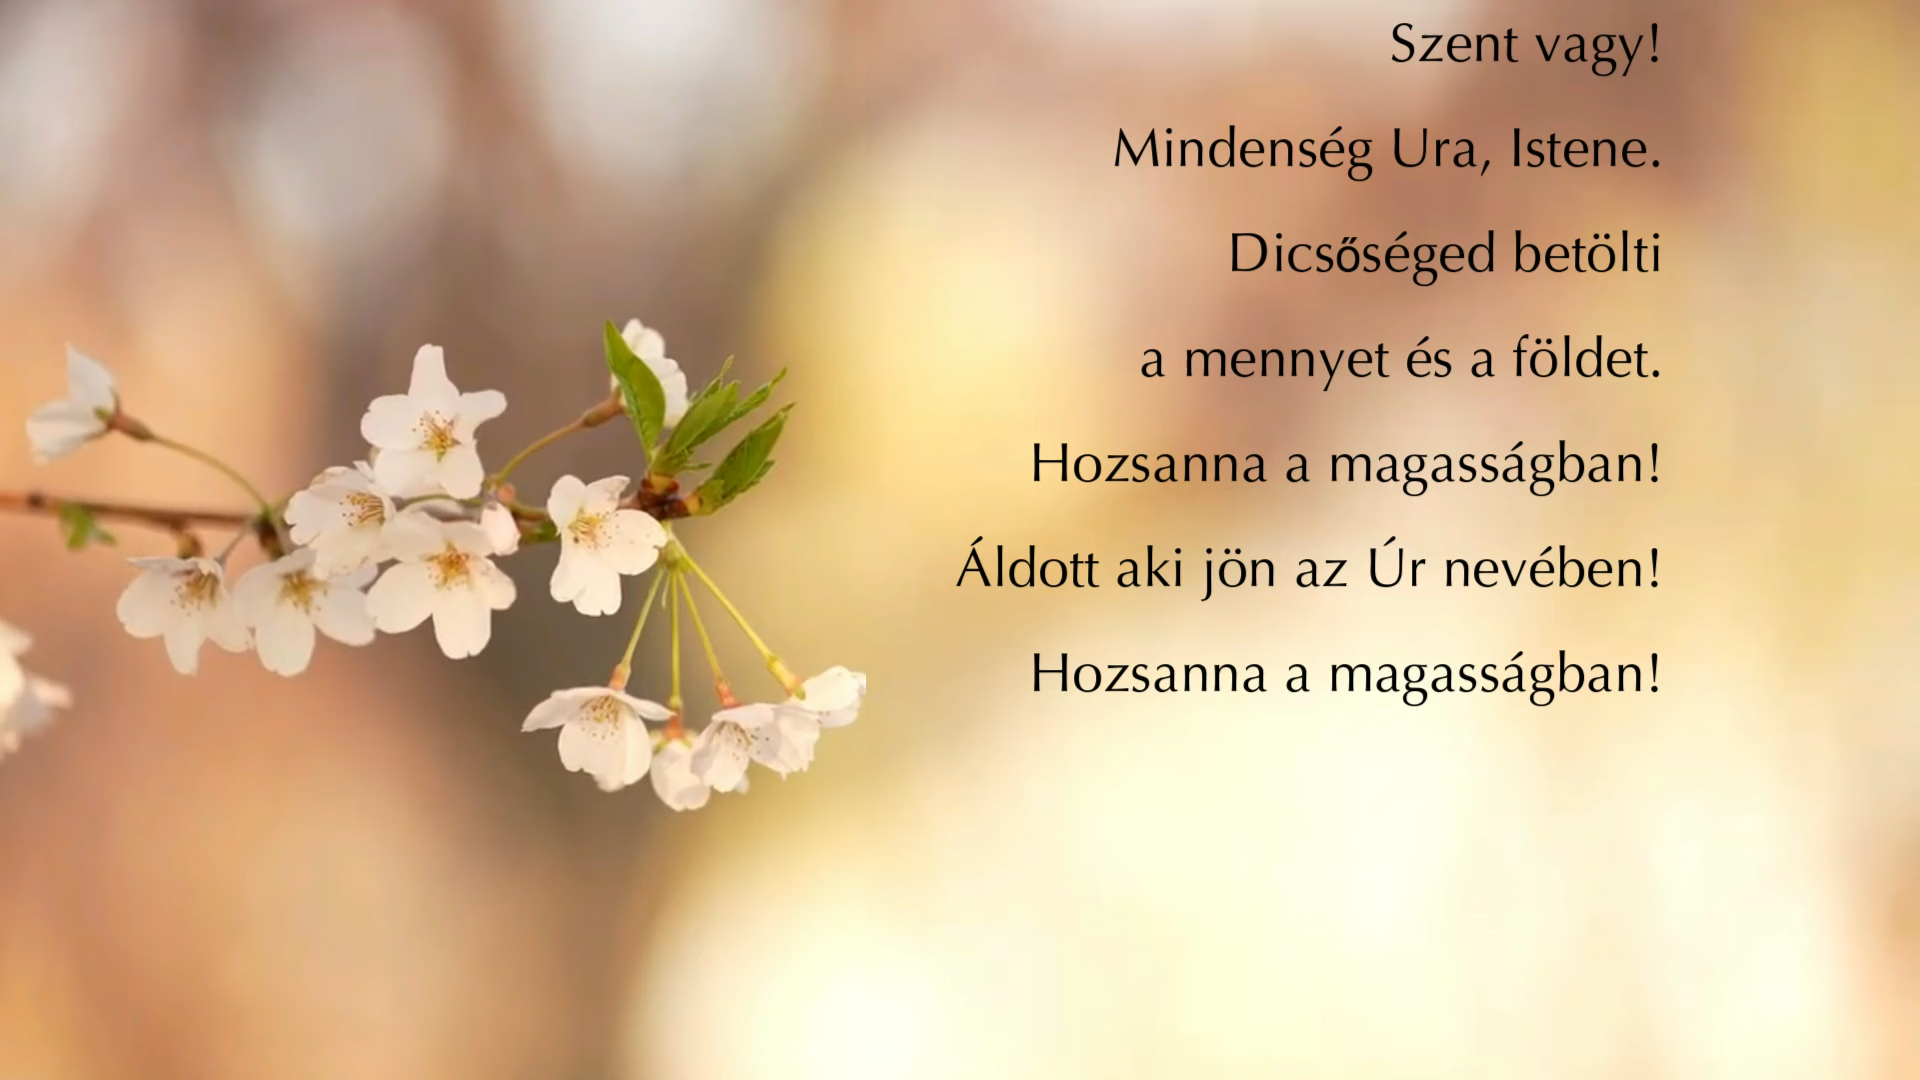 Szent vagy!
Mindenség Ura, Istene.
Dicsőséged betölti
a mennyet és a földet.
Hozsanna a magasságban!
Áldott aki jön az Úr nevében!
Hozsanna a magasságban!